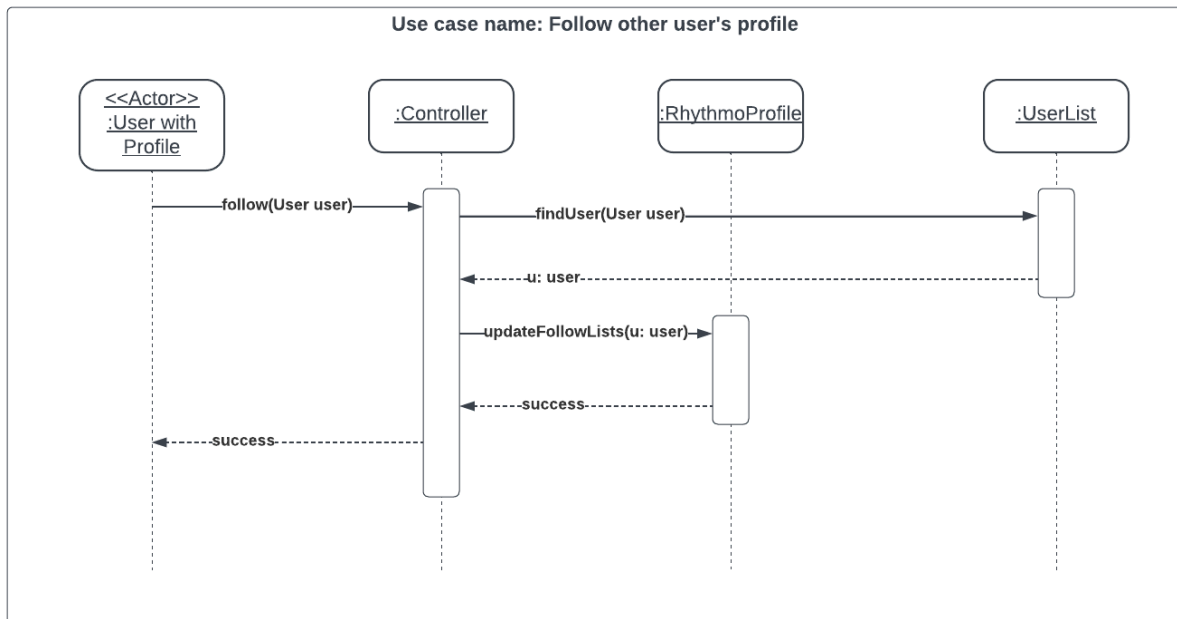 Use case name: Follow other user's profile
<<Actor>>
:User with
Profile
:Controller
:RhythmoProfile
:UserList
follow(User user)
findUser(User user)
u: user
updateFollowLists(u: user)
success
success